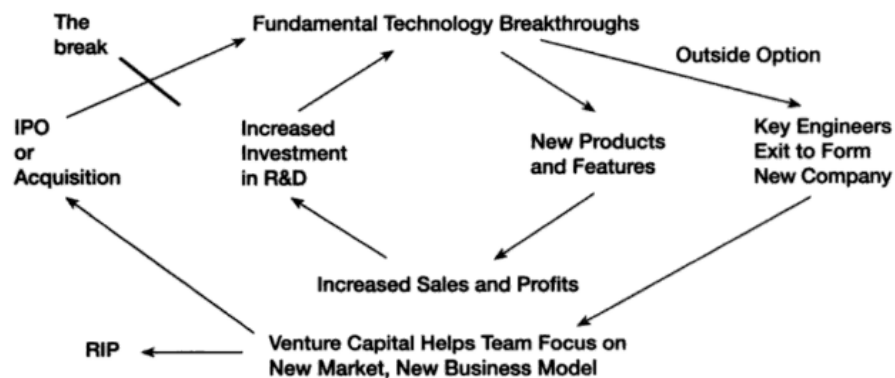 The
break
Fundamental Technology Breakthroughs
Outside Option
IPO
or
Acquisition
Increased
Investment
in R&D
New Products
and Features
Key Engineers
Exit to Form
New Company
Increased Sales and Profits
RIP
Venture Capital Helps Team Focus on
New Market, New Business Model